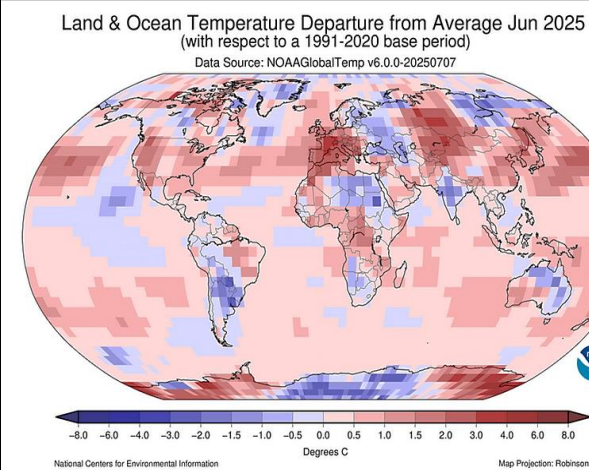 Land & Ocean Temperature Departure from Average Jun 2025
(with respect to a 1991-2020 base period)
Data Source: NOAAGlobalTemp v6.0.0-20250707
-8.0 -6.0 -4.0 -3.0 -2.0 -1.5 -1.0 -0.5 0.0 0.5 1.0 1.5 2.0 3.0 4.0 6.0 8.0
Degrees C
National Centers for Environmental Information
Map Projection: Robinson